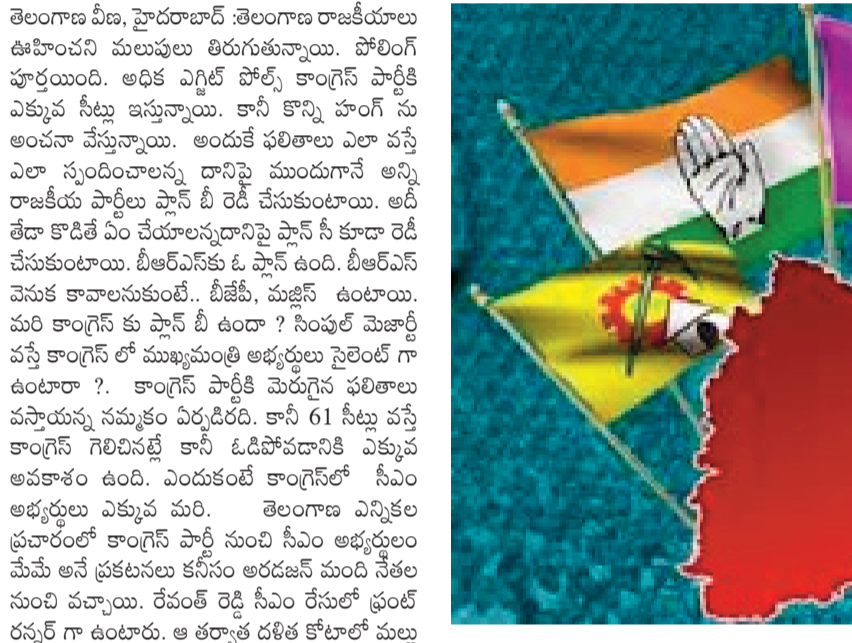 తెలంగాణ వీణ, హైదరాబాద్ :తెలంగాణ రాజకీయాలు
ఊహించని మలుపులు తిరుగుతున్నాయి. పోలింగ్
పూర్తయింది. అధిక ఎగ్జిట్ పోల్స్ కాంగ్రెస్ పార్టీకి
ఎక్కువ సీట్లు ఇస్తున్నాయి. కానీ కొన్ని హంగ్ ను
అంచనా వేస్తున్నాయి. అందుకే ఫలితాలు ఎలా వస్తే
ఎలా స్పందించాలన్న దానిపై ముందుగానే అన్ని
రాజకీయ పార్టీలు ప్లాన్ బీ రెడీ చేసుకుంటాయి. అదీ
తేడా కొడితే ఏం చేయాలన్నదానిపై ప్లాన్ సీ కూడా రెడీ
చేసుకుంటాయి. బీఆర్ఎస్‌కు ఓ ప్లాన్ ఉంది. బీఆర్ఎస్
వెనుక కావాలనుకుంటే.. బీజేపీ, మజ్లిస్ ఉంటాయి.
మరి కాంగ్రెస్ కు ప్లాన్ బీ ఉందా ? సింపుల్ మెజార్టీ
వస్తే కాంగ్రెస్ లో ముఖ్యమంత్రి అభ్యర్థులు సైలెంట్ గా
ఉంటారా ?. కాంగ్రెస్ పార్టీకి మెరుగైన ఫలితాలు
వస్తాయన్న నమ్మకం ఏర్పడిరది. కానీ 61 సీట్లు వస్తే
కాంగ్రెస్ గెలిచినట్లే కానీ ఓడిపోవడానికి ఎక్కువ
అవకాశం ఉంది. ఎందుకంటే కాంగ్రెస్‌లో సీఎం
అభ్యర్థులు ఎక్కువ మరి. తెలంగాణ ఎన్నికల
ప్రచారంలో కాంగ్రెస్ పార్టీ నుంచి సీఎం అభ్యర్థులం
మేమే అనే ప్రకటనలు కనీసం అరడజన్ మంది నేతల
నుంచి వచ్చాయి. రేవంత్ రెడ్డి సీఎం రేసులో ఫ్రంట్
రన్నర్ గా ఉంటారు. ఆ తర్వాత దళిత కోటాలో మల్లు